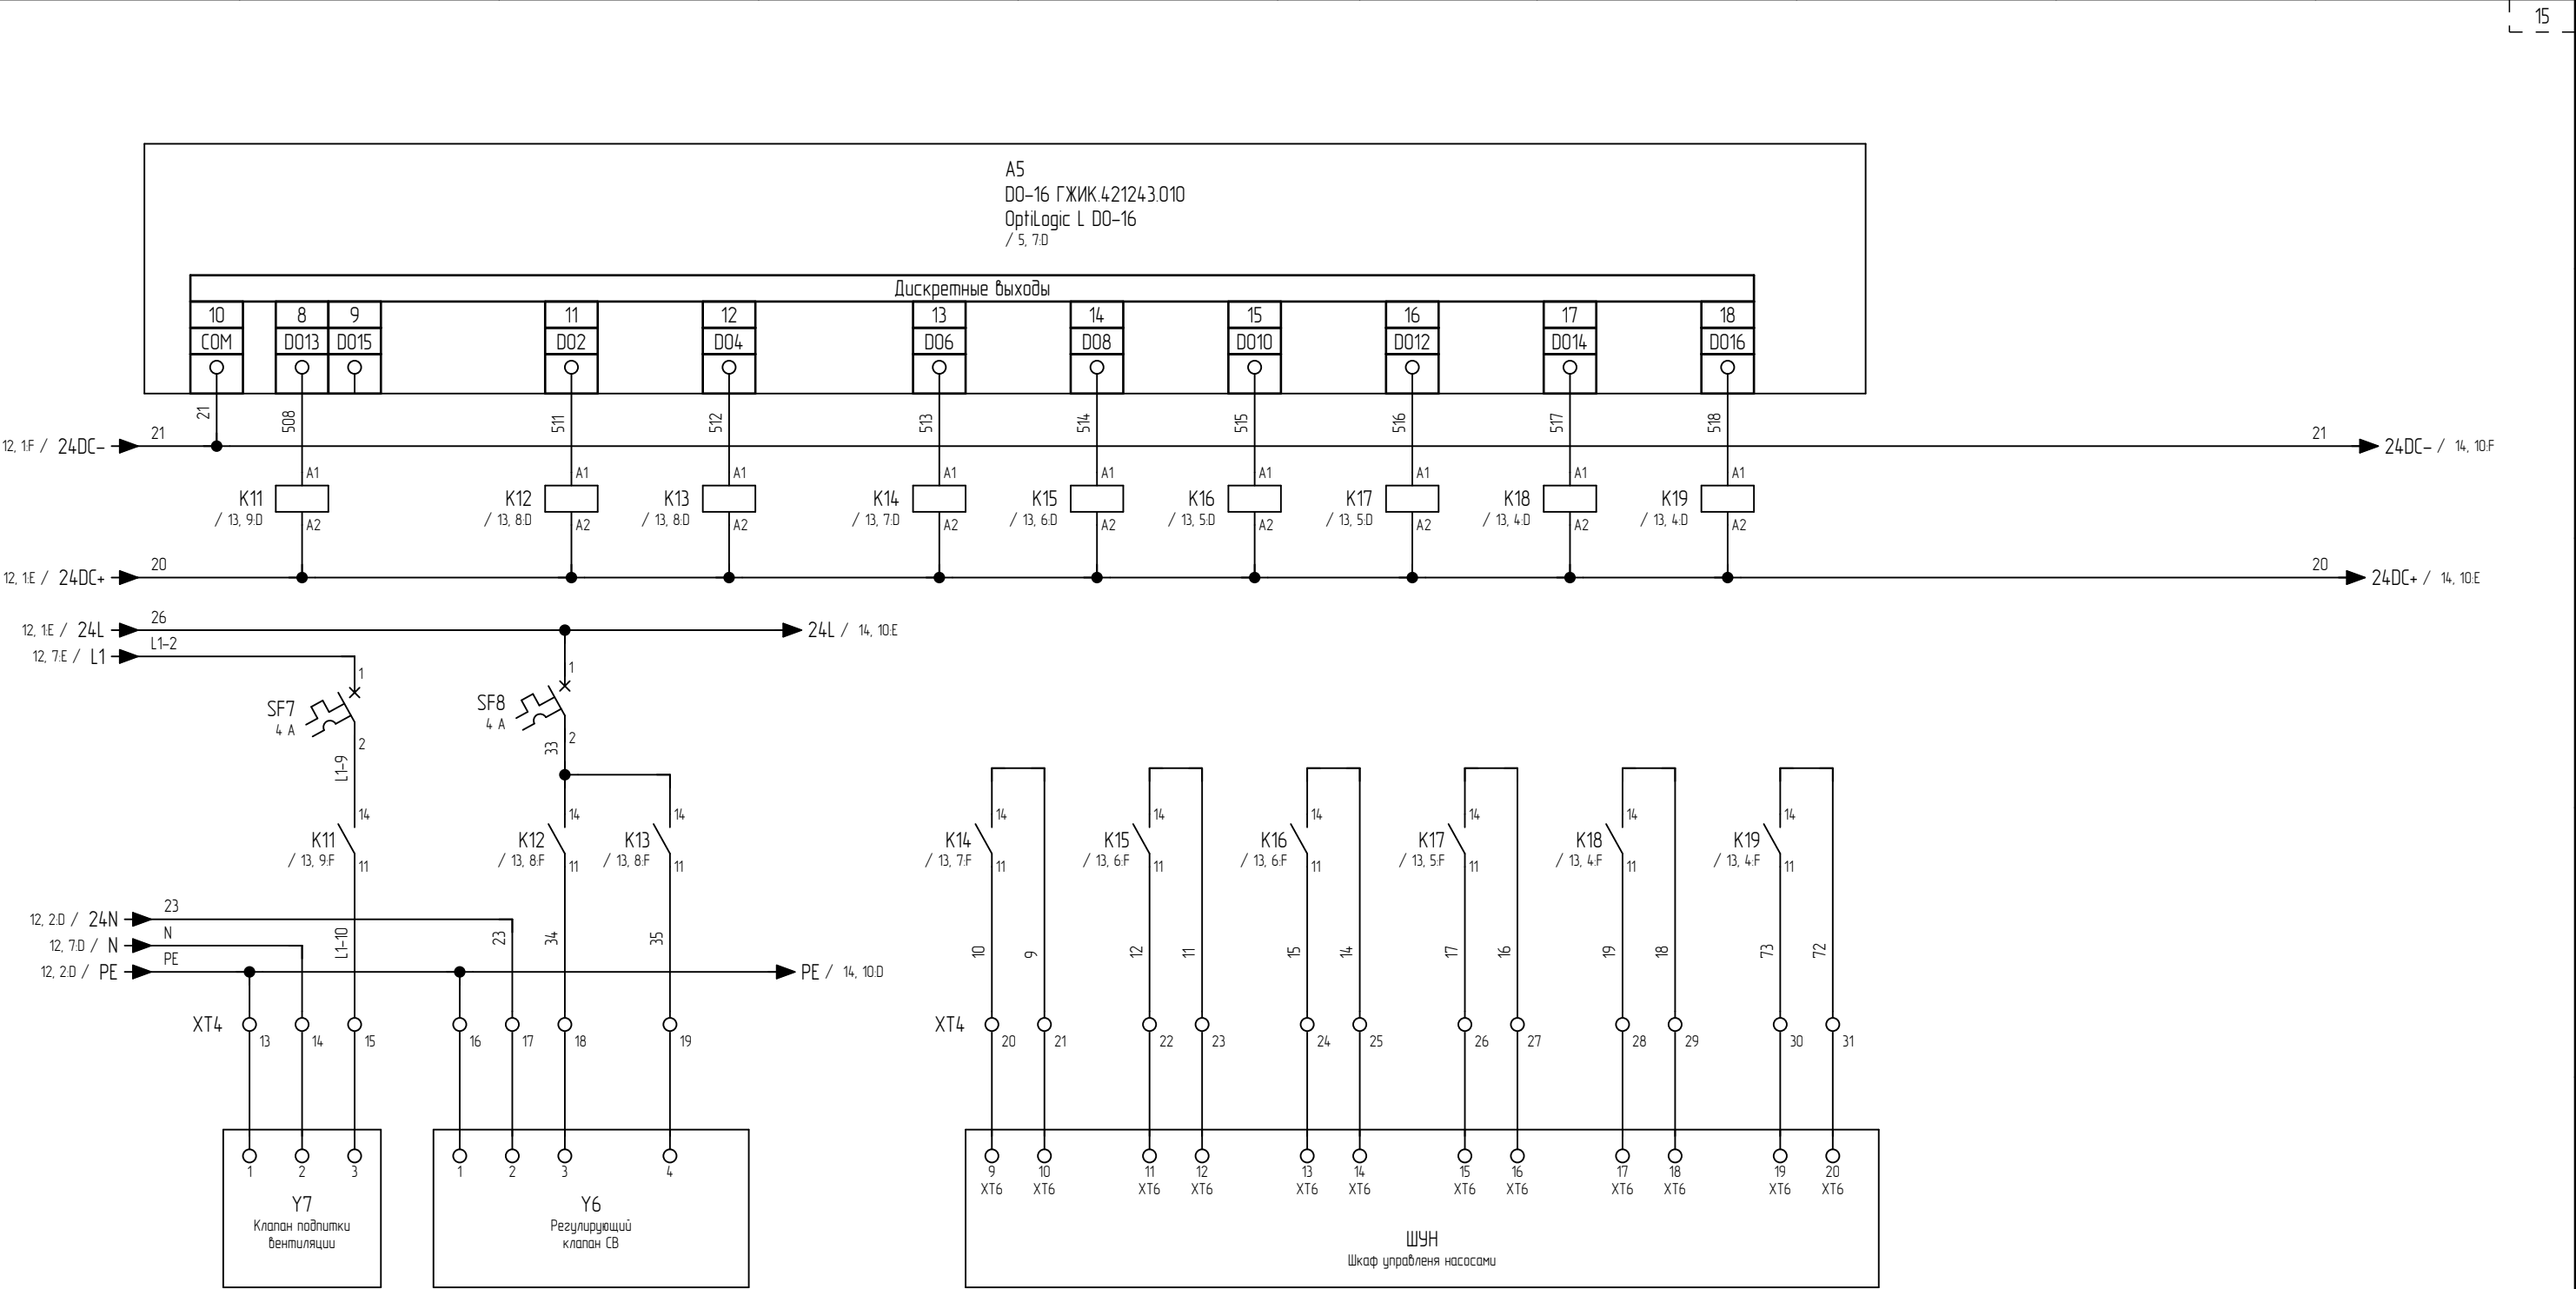 15
A5
DO-16 ГЖИК.421243.010
OptiLogic L DO-16
/ 5, 7:D
Дискретные выходы
10 8 9 11 12 13 14 15 16 17 18
COM DO13 DO15 DO2 DO4 DO6 DO8 DO10 DO12 DO14 DO16
21 508 511 512 513 514 515 516 517 518
12, 1:F / 24DC- 21 21 24DC- / 14, 10:F
A1 A1 A1 A1 A1 A1 A1 A1 A1
K11 K12 K13 K14 K15 K16 K17 K18 K19
/ 13, 9:D / 13, 8:D / 13, 8:D / 13, 7:D / 13, 6:D / 13, 5:D / 13, 5:D / 13, 4:D / 13, 4:D
A2 A2 A2 A2 A2 A2 A2 A2 A2
12, 1:E / 24DC+ 20 20 24DC+ / 14, 10:E
12, 1:E / 24L 26 24L / 14, 10:E
12, 7:E / L1 L1-2
1 1
SF7 SF8
4 A 4 A
2 2
L1-9 33
14 14 14 14 14 14 14 14 14
K11 K12 K13 K14 K15 K16 K17 K18 K19
/ 13, 9:F / 13, 8:F / 13, 8:F / 13, 7:F / 13, 6:F / 13, 6:F / 13, 5:F / 13, 4:F / 13, 4:F
11 11 11 11 11 11 11 11 11
12, 2:D / 24N 23
12, 7:D / N N
12, 2:D / PE PE PE / 14, 10:D
L1-10 23 34 35 10 9 12 11 15 14 17 16 19 18 73 72
XT4 XT4
13 14 15 16 17 18 19 20 21 22 23 24 25 26 27 28 29 30 31
1 2 3 1 2 3 4 9 10 11 12 13 14 15 16 17 18 19 20
XT6 XT6 XT6 XT6 XT6 XT6 XT6 XT6 XT6 XT6 XT6 XT6
Y7
Клапан подпитки
вентиляции
Y6
Регулирующий
клапан СВ
ШУН
Шкаф управленя насосами